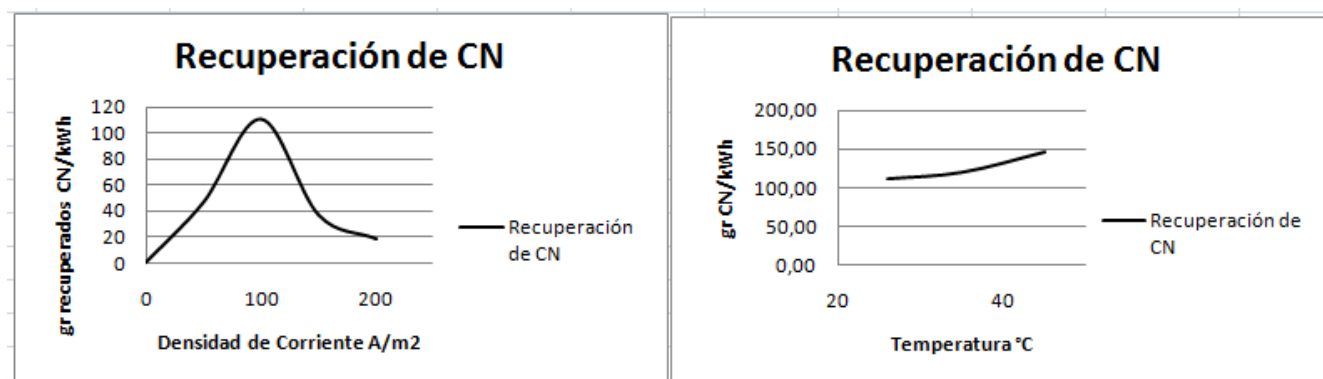 Recuperación de CN
120
100
80
60
40
20
0
gr recuperados CN/kWh
0 100 200
Densidad de Corriente A/m2
Recuperación
de CN
Recuperación de CN
200,00
150,00
100,00
50,00
0,00
gr CN/kWh
20 40
Temperatura °C
Recuperación de
CN